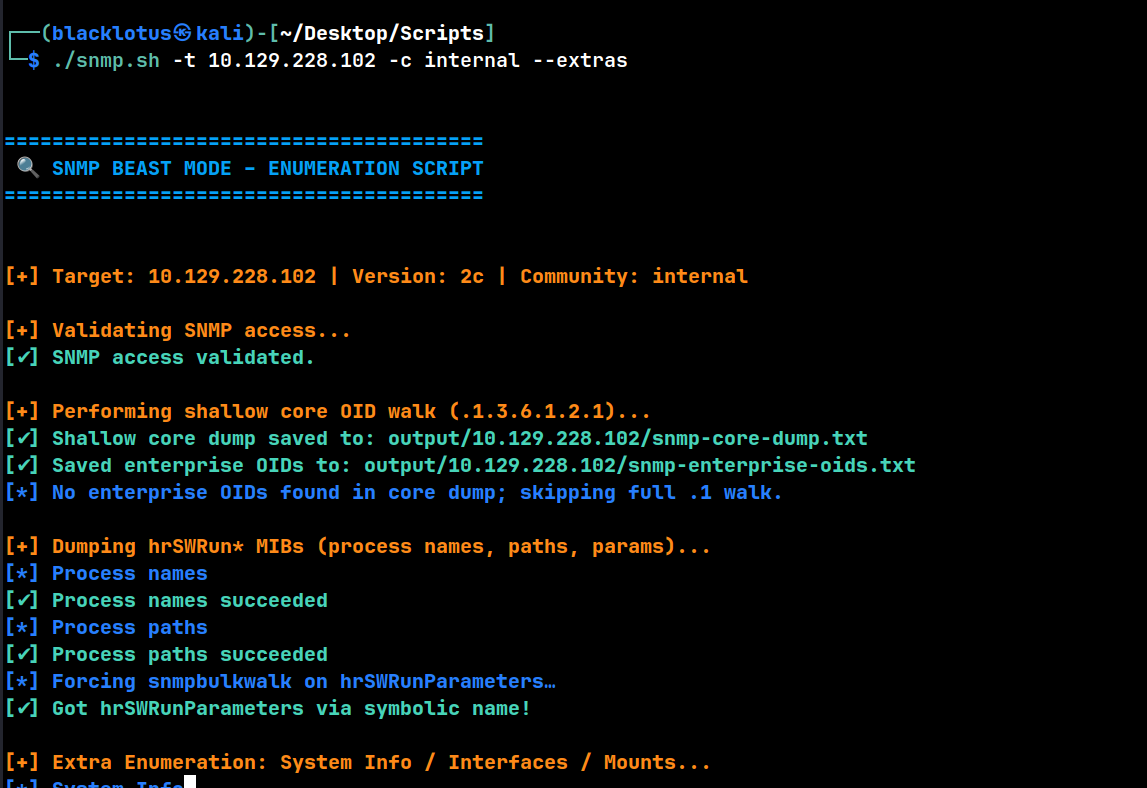 ┌──(blacklotus㉿kali)-[~/Desktop/Scripts]
└─$ ./snmp.sh -t 10.129.228.102 -c internal --extras
========================================
🔍 SNMP BEAST MODE – ENUMERATION SCRIPT
========================================
[+] Target: 10.129.228.102 | Version: 2c | Community: internal
[+] Validating SNMP access...
[✓] SNMP access validated.
[+] Performing shallow core OID walk (.1.3.6.1.2.1)...
[✓] Shallow core dump saved to: output/10.129.228.102/snmp-core-dump.txt
[✓] Saved enterprise OIDs to: output/10.129.228.102/snmp-enterprise-oids.txt
[*] No enterprise OIDs found in core dump; skipping full .1 walk.
[+] Dumping hrSWRun* MIBs (process names, paths, params)...
[*] Process names
[✓] Process names succeeded
[*] Process paths
[✓] Process paths succeeded
[*] Forcing snmpbulkwalk on hrSWRunParameters…
[✓] Got hrSWRunParameters via symbolic name!
[+] Extra Enumeration: System Info / Interfaces / Mounts...
[*] System Info